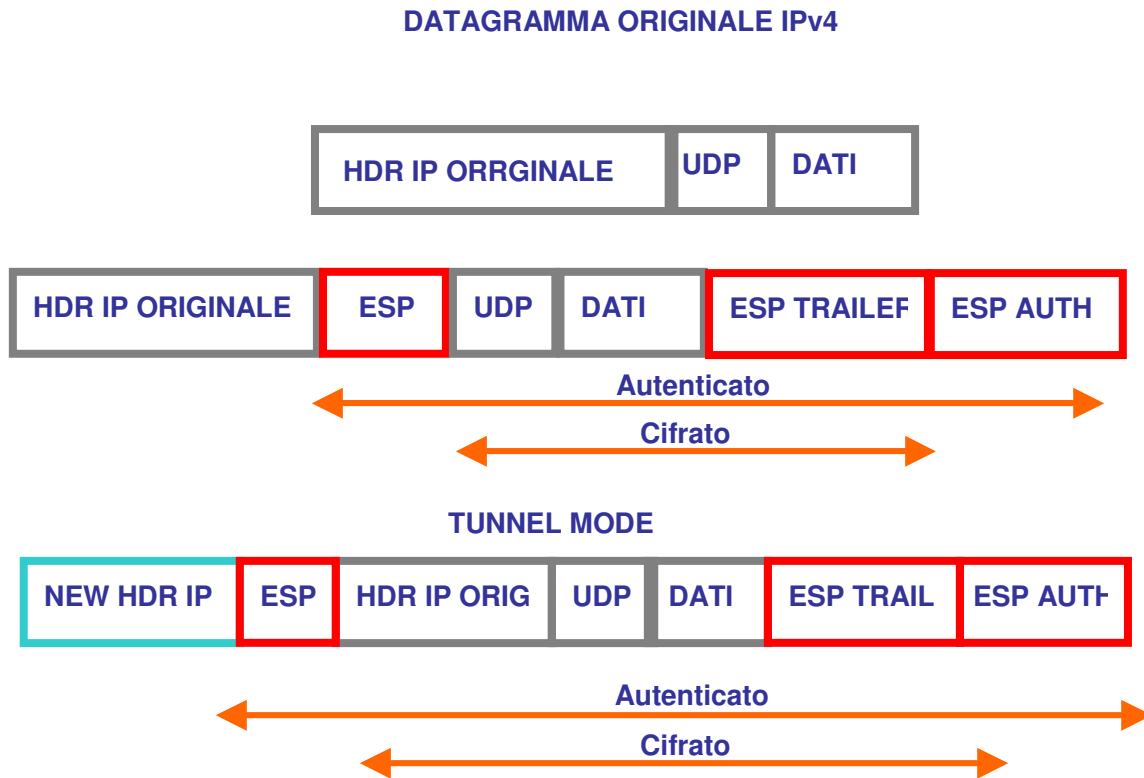 DATAGRAMMA ORIGINALE IPv4
HDR IP ORRGINALE UDP DATI
HDR IP ORIGINALE ESP UDP DATI ESP TRAILER ESP AUTH
Autenticato
Cifrato
TUNNEL MODE
NEW HDR IP ESP HDR IP ORIG UDP DATI ESP TRAIL ESP AUTH
Autenticato
Cifrato